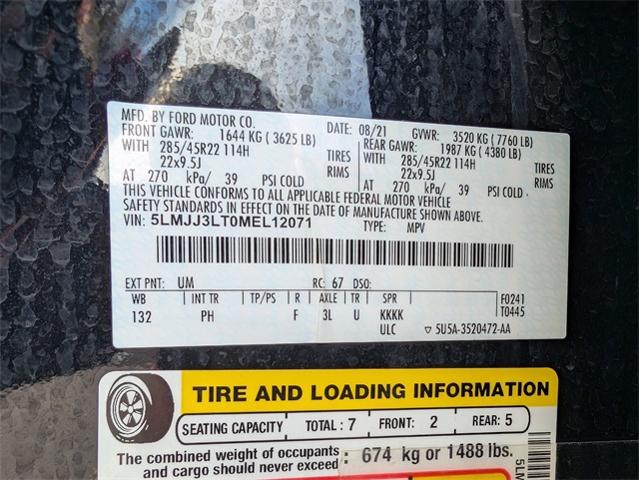 MFD. BY FORD MOTOR CO. DATE: 08/21 GVWR: 3520 KG ( 7760 LB)
FRONT GAWR: 1644 KG ( 3625 LB) REAR GAWR: 1987 KG ( 4380 LB)
WITH 285/45R22 114H TIRES WITH 285/45R22 114H TIRES
22x9.5J RIMS 22x9.5J RIMS
AT 270 kPa/ 39 PSI COLD AT 270 kPa/ 39 PSI COLD
THIS VEHICLE CONFORMS TO ALL APPLICABLE FEDERAL MOTOR VEHICLE
SAFETY STANDARDS IN EFFECT ON THE DATE OF MANUFACTURE SHOWN ABOVE.
VIN: 5LMJJ3LT0MEL12071 TYPE: MPV
EXT PNT: UM RC: 67 DSO:
WB INT TR TP/PS R AXLE TR SPR F0241
132 PH F 3L U KKKK T0445
ULC ▽ 5U5A-3520472-AA
TIRE AND LOADING INFORMATION
SEATING CAPACITY TOTAL : 7 FRONT: 2 REAR: 5
The combined weight of occupants
and cargo should never exceed : 674 kg or 1488 lbs.
5LM